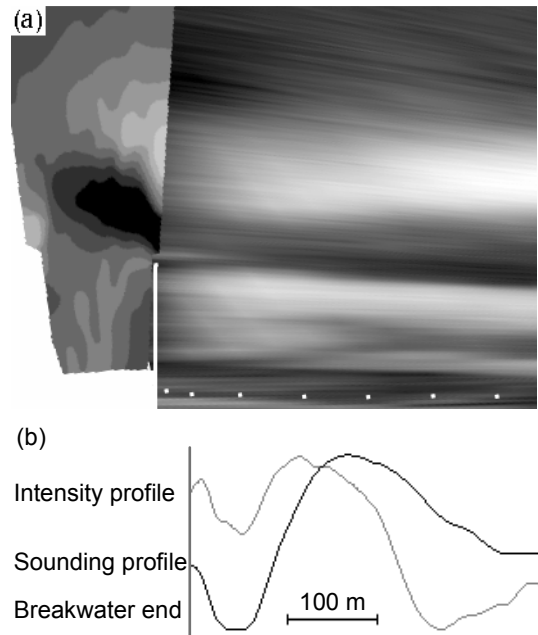 (a)
(b)
Intensity profile
Sounding profile
100 m
Breakwater end